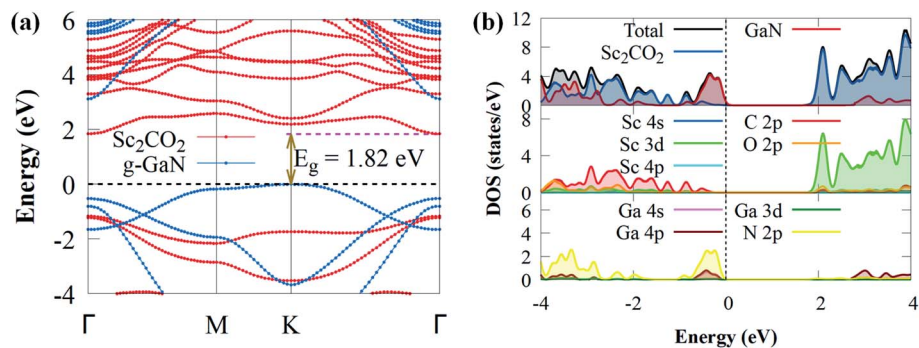 (a)
Energy (eV)
6
4
2
0
-2
-4
Sc₂CO₂
g-GaN
E_g = 1.82 eV
Γ M K Γ
(b)
DOS (states/eV)
12
8
4
0
Total GaN
Sc₂CO₂
8
4
0
Sc 4s C 2p
Sc 3d O 2p
Sc 4p
6
4
2
0
Ga 4s Ga 3d
Ga 4p N 2p
-4 -2 0 2 4
Energy (eV)